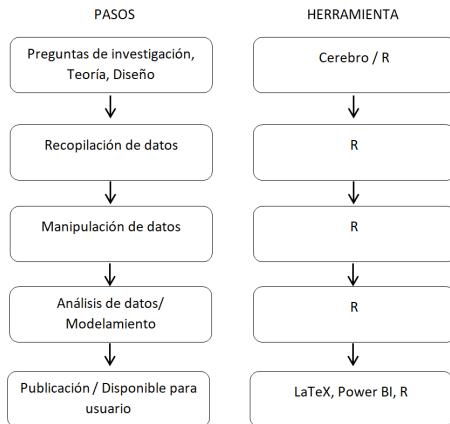 PASOS
HERRAMIENTA
Preguntas de investigación,
Teoría, Diseño
Cerebro / R
Recopilación de datos
R
Manipulación de datos
R
Análisis de datos/
Modelamiento
R
Publicación / Disponible para
usuario
LaTeX, Power BI, R